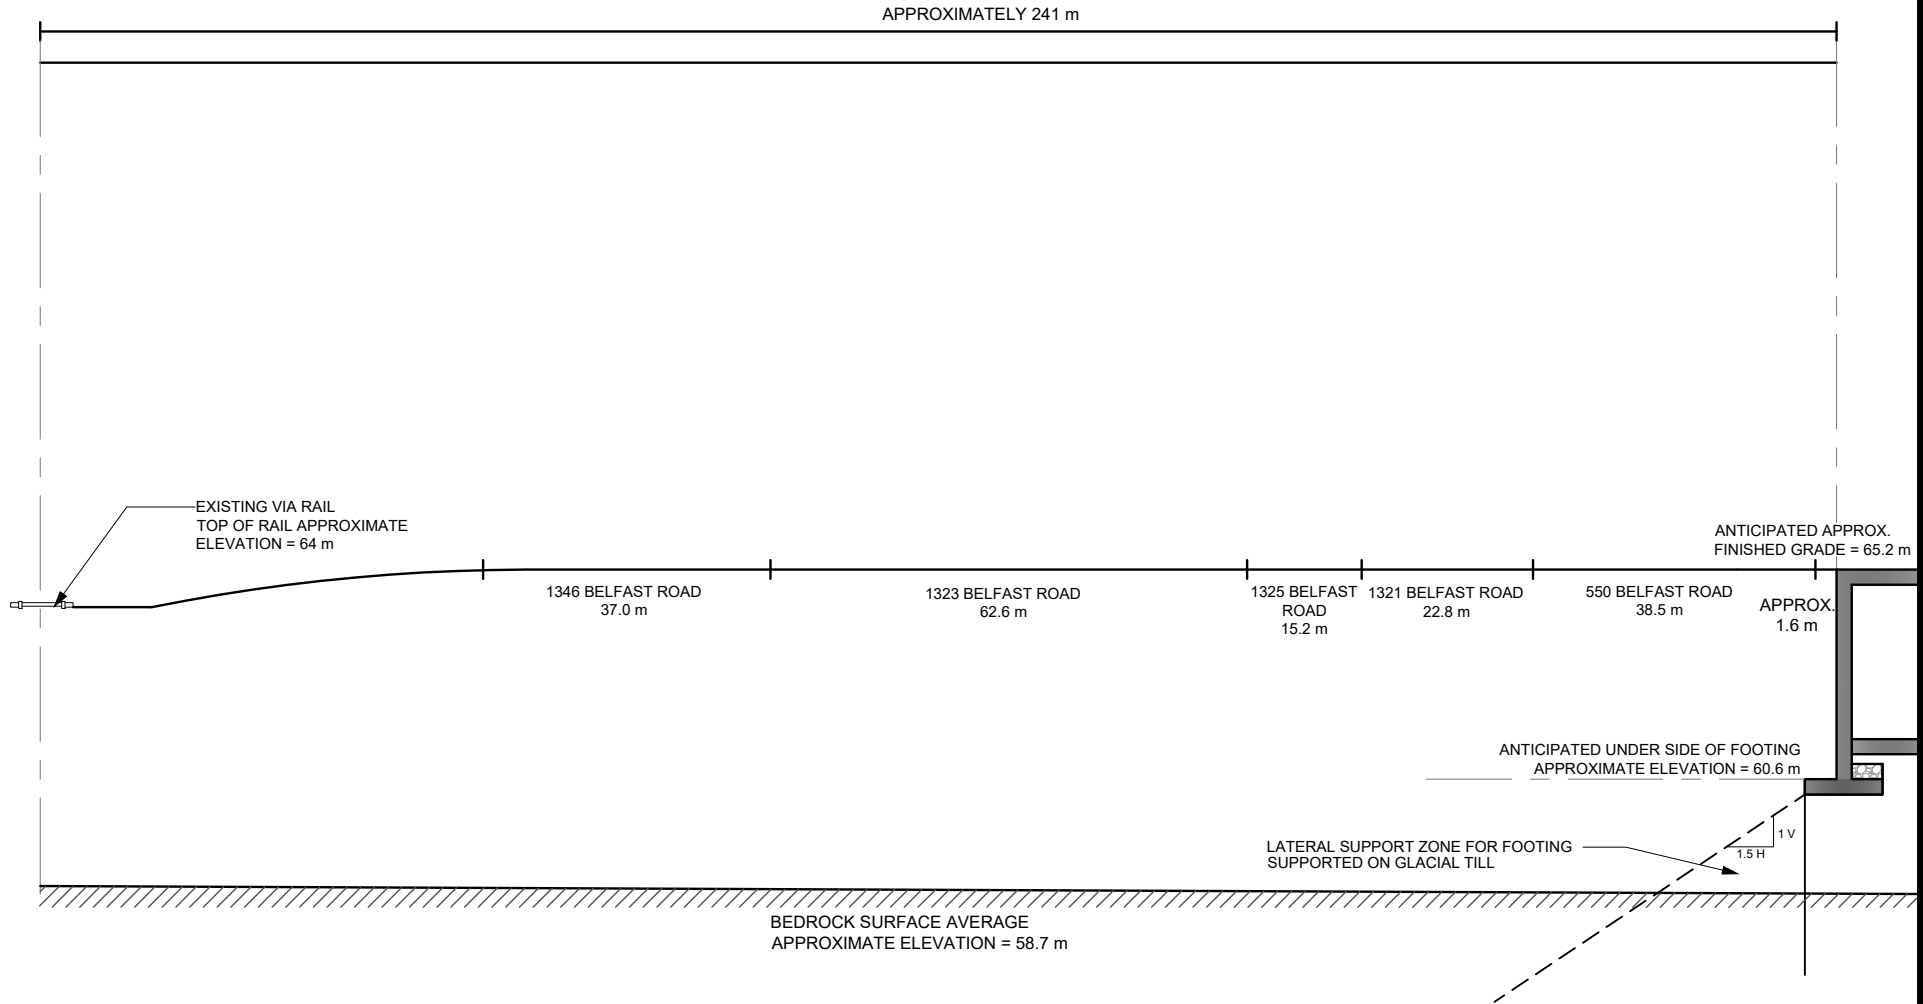 APPROXIMATELY 241 m
EXISTING VIA RAIL
TOP OF RAIL APPROXIMATE
ELEVATION = 64 m
ANTICIPATED APPROX.
FINISHED GRADE = 65.2 m
1346 BELFAST ROAD
37.0 m
1323 BELFAST ROAD
62.6 m
1325 BELFAST
ROAD
15.2 m
1321 BELFAST ROAD
22.8 m
550 BELFAST ROAD
38.5 m
APPROX.
1.6 m
ANTICIPATED UNDER SIDE OF FOOTING
APPROXIMATE ELEVATION = 60.6 m
1 V
1.5 H
LATERAL SUPPORT ZONE FOR FOOTING
SUPPORTED ON GLACIAL TILL
BEDROCK SURFACE AVERAGE
APPROXIMATE ELEVATION = 58.7 m